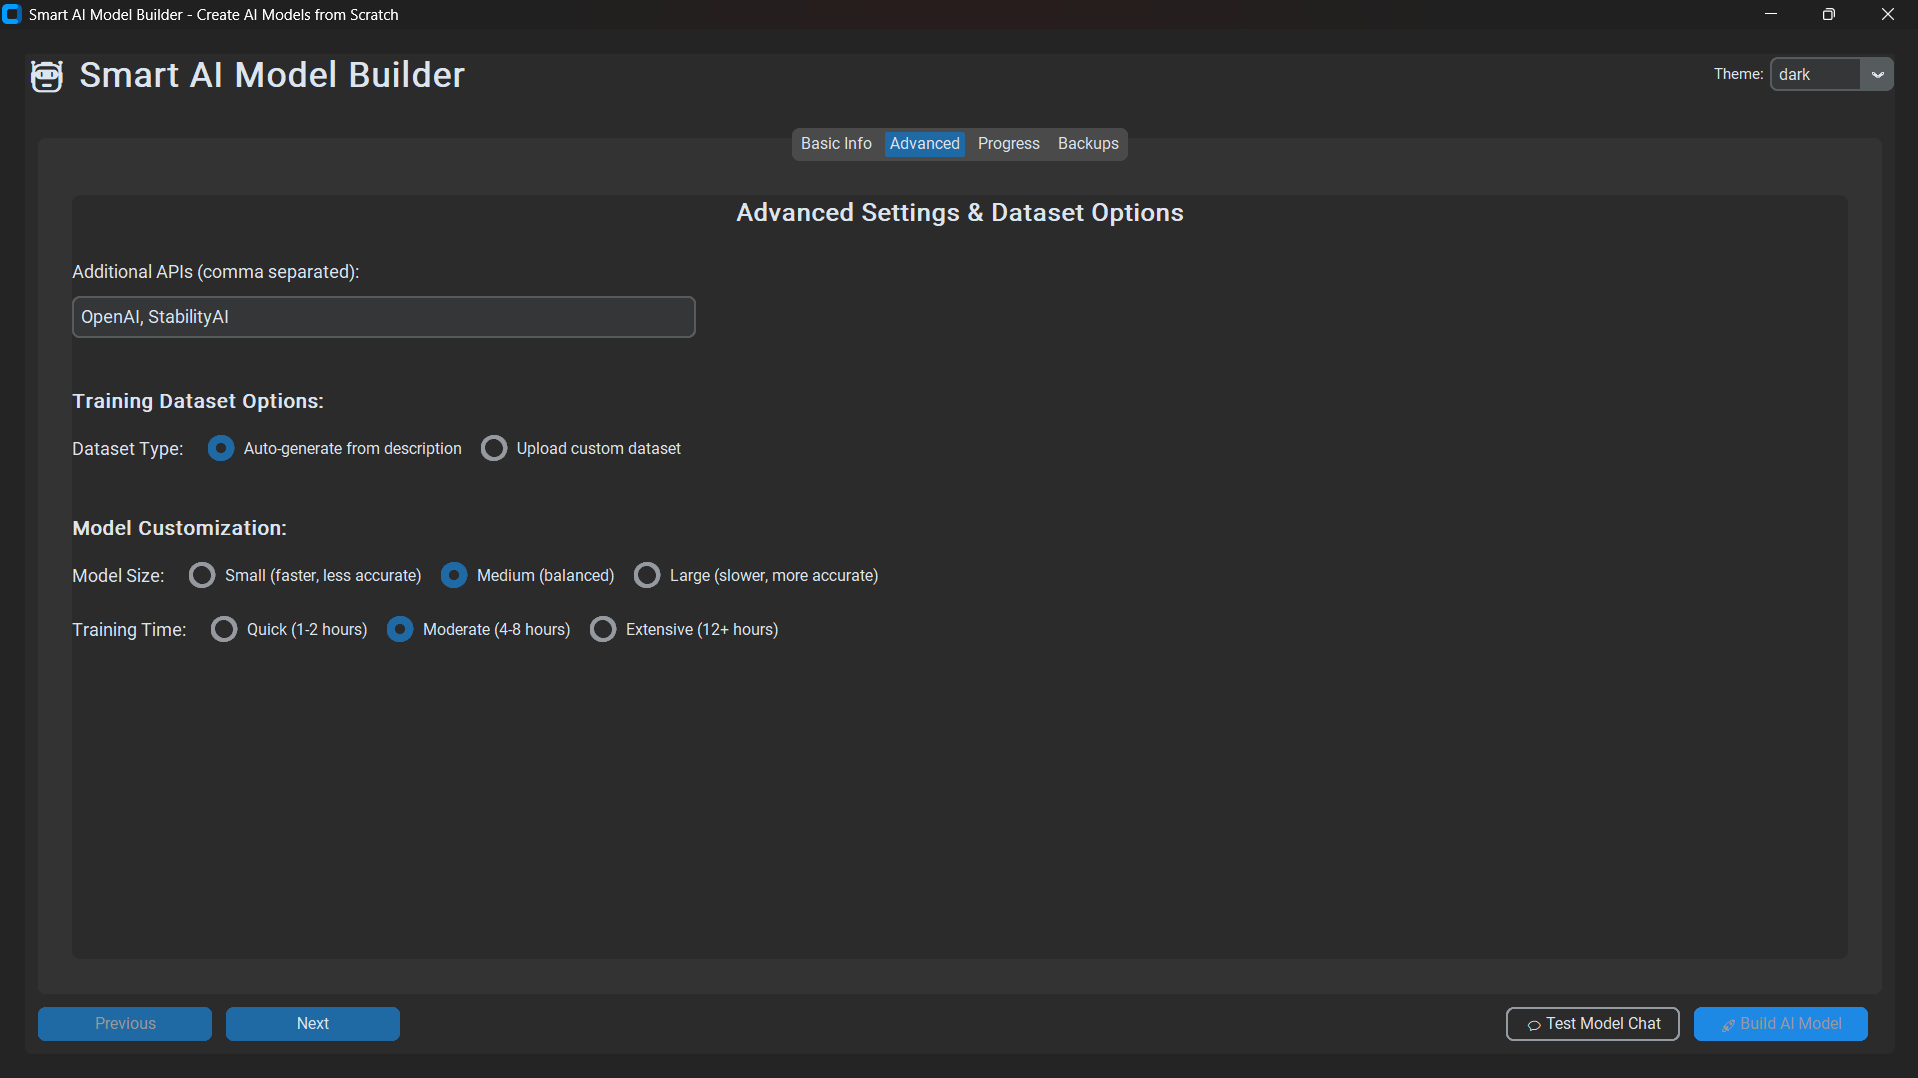 Smart AI Model Builder - Create AI Models from Scratch
Smart AI Model Builder
Theme: dark
Basic Info Advanced Progress Backups
Advanced Settings & Dataset Options
Additional APIs (comma separated):
OpenAI, StabilityAI
Training Dataset Options:
Dataset Type: Auto-generate from description Upload custom dataset
Model Customization:
Model Size: Small (faster, less accurate) Medium (balanced) Large (slower, more accurate)
Training Time: Quick (1-2 hours) Moderate (4-8 hours) Extensive (12+ hours)
Previous Next Test Model Chat Build AI Model